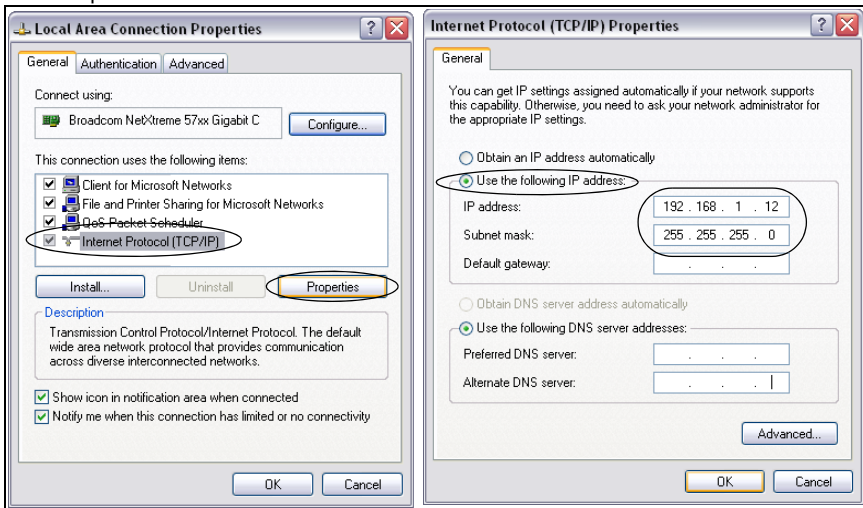 Local Area Connection Properties
General Authentication Advanced
Connect using:
Broadcom NetXtreme 57xx Gigabit C
Configure...
This connection uses the following items:
Client for Microsoft Networks
File and Printer Sharing for Microsoft Networks
QoS Packet Scheduler
Internet Protocol (TCP/IP)
Install... Uninstall Properties
Description
Transmission Control Protocol/Internet Protocol. The default
wide area network protocol that provides communication
across diverse interconnected networks.
Show icon in notification area when connected
Notify me when this connection has limited or no connectivity
OK Cancel
Internet Protocol (TCP/IP) Properties
General
You can get IP settings assigned automatically if your network supports
this capability. Otherwise, you need to ask your network administrator for
the appropriate IP settings.
Obtain an IP address automatically
Use the following IP address:
IP address: 192 . 168 . 1 . 12
Subnet mask: 255 . 255 . 255 . 0
Default gateway: . . .
Obtain DNS server address automatically
Use the following DNS server addresses:
Preferred DNS server: . . .
Alternate DNS server: . . .
Advanced...
OK Cancel